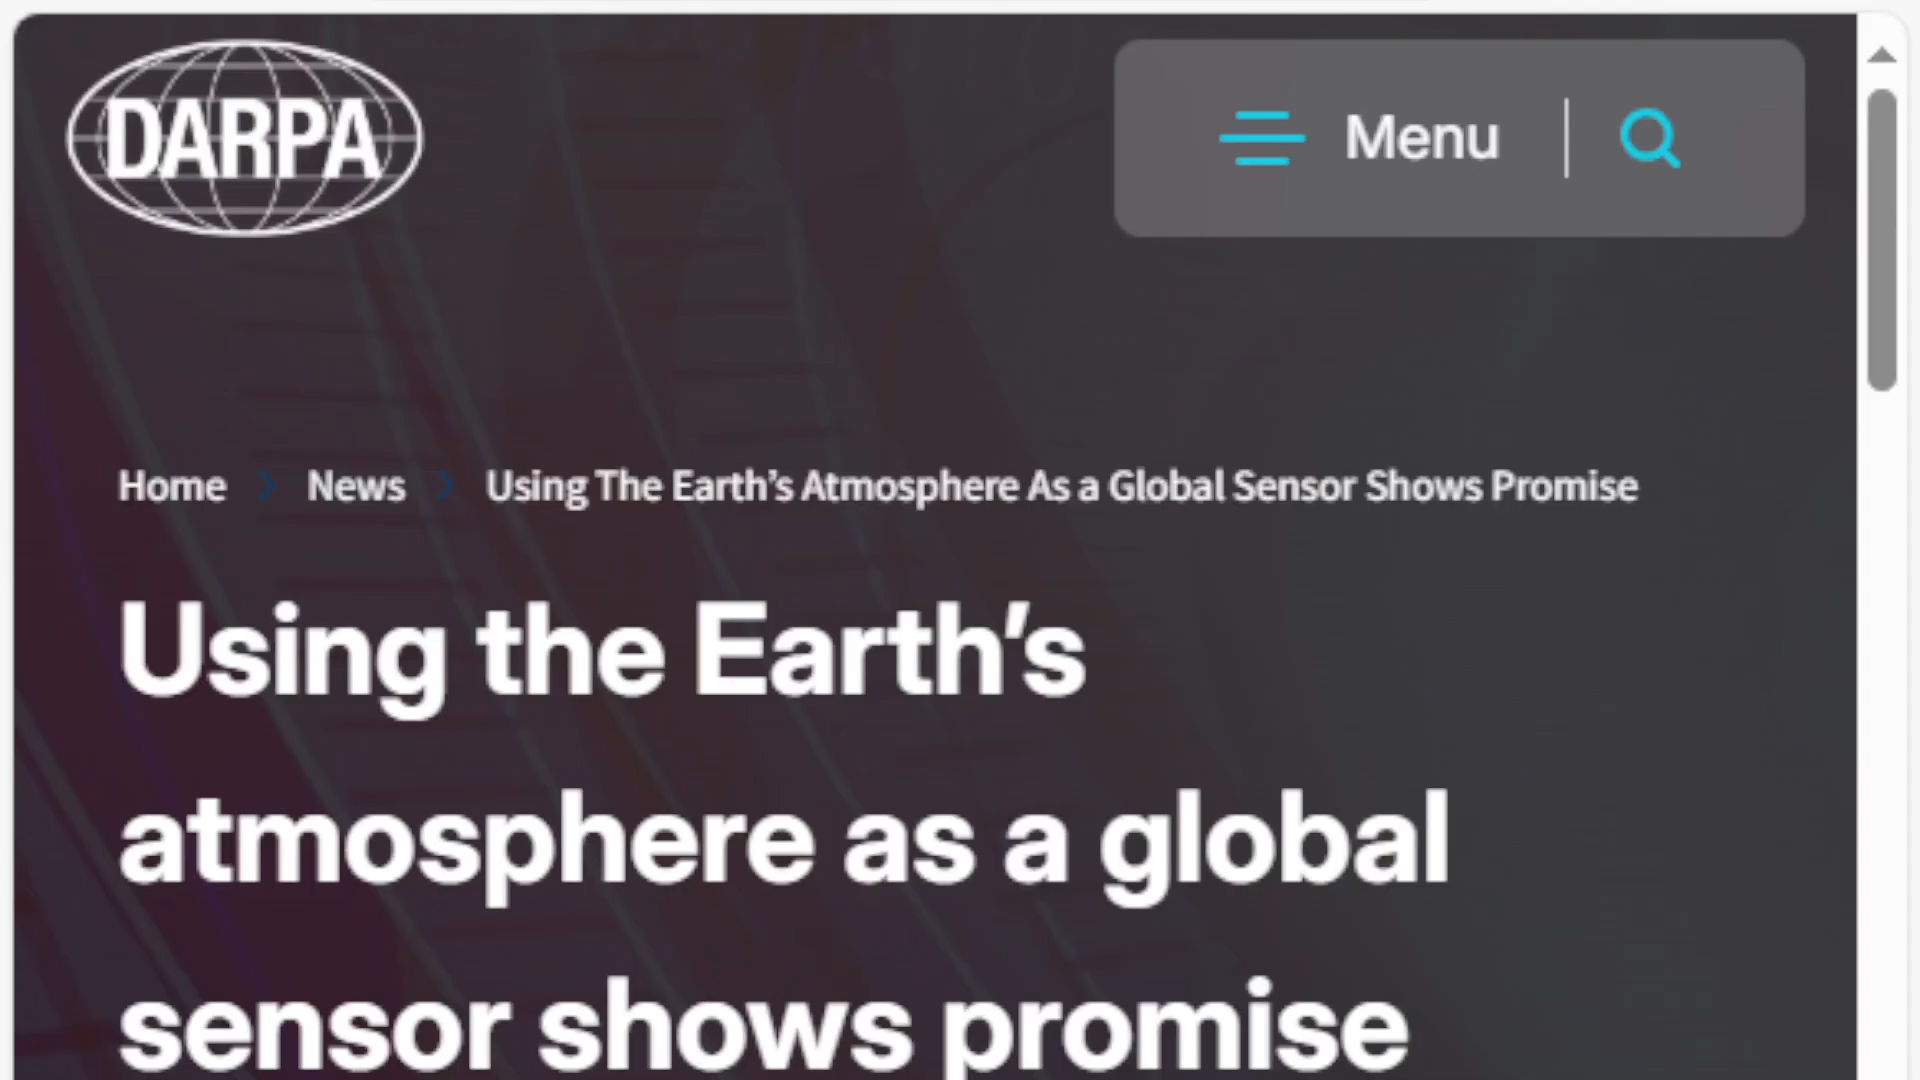 DARPA
Menu
Home News Using The Earth’s Atmosphere As a Global Sensor Shows Promise
Using the Earth’s
atmosphere as a global
sensor shows promise